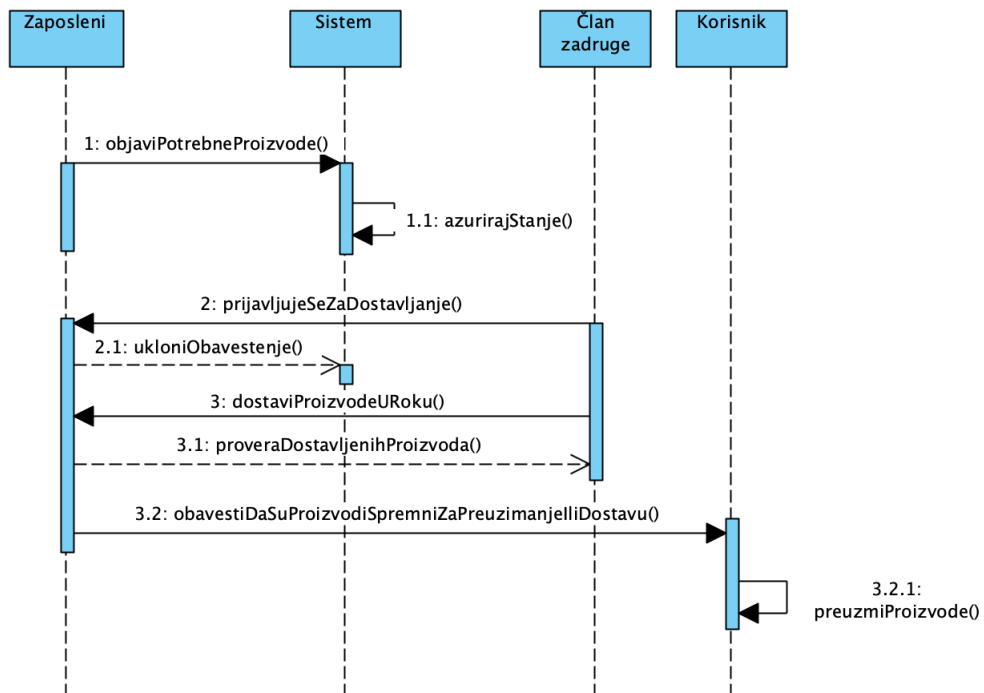 Zaposleni
Sistem
Član
zadruge
Korisnik
1: objaviPotrebneProizvode()
1.1: azurirajStanje()
2: prijavljujeSeZaDostavljanje()
2.1: ukloniObavestenje()
3: dostaviProizvodeURoku()
3.1: proveraDostavljenihProizvoda()
3.2: obavestiDaSuProizvodiSpremniZaPreuzimanjeIliDostavu()
3.2.1:
preuzmiProizvode()